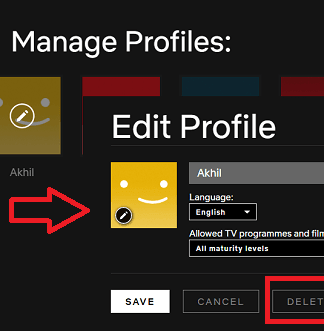 Manage Profiles:
Akhil
Edit Profile
Akhil
Language:
English
Allowed TV programmes and film
All maturity levels
SAVE
CANCEL
DELET